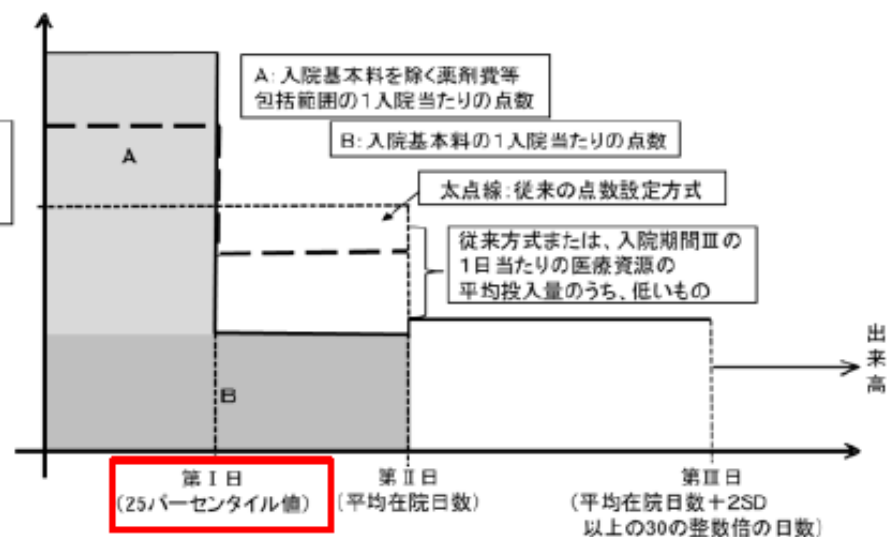 A:入院基本料を除く薬剤費等
包括範囲の1入院当たりの点数
B:入院基本料の1入院当たりの点数
A
太点線:従来の点数設定方式
従来方式または、入院期間Ⅲの
1日当たりの医療資源の
平均投入量のうち、低いもの
出来高
B
第Ⅰ日
(25パーセンタイル値)
第Ⅱ日
(平均在院日数)
第Ⅲ日
(平均在院日数+2SD
以上の30の整数倍の日数)